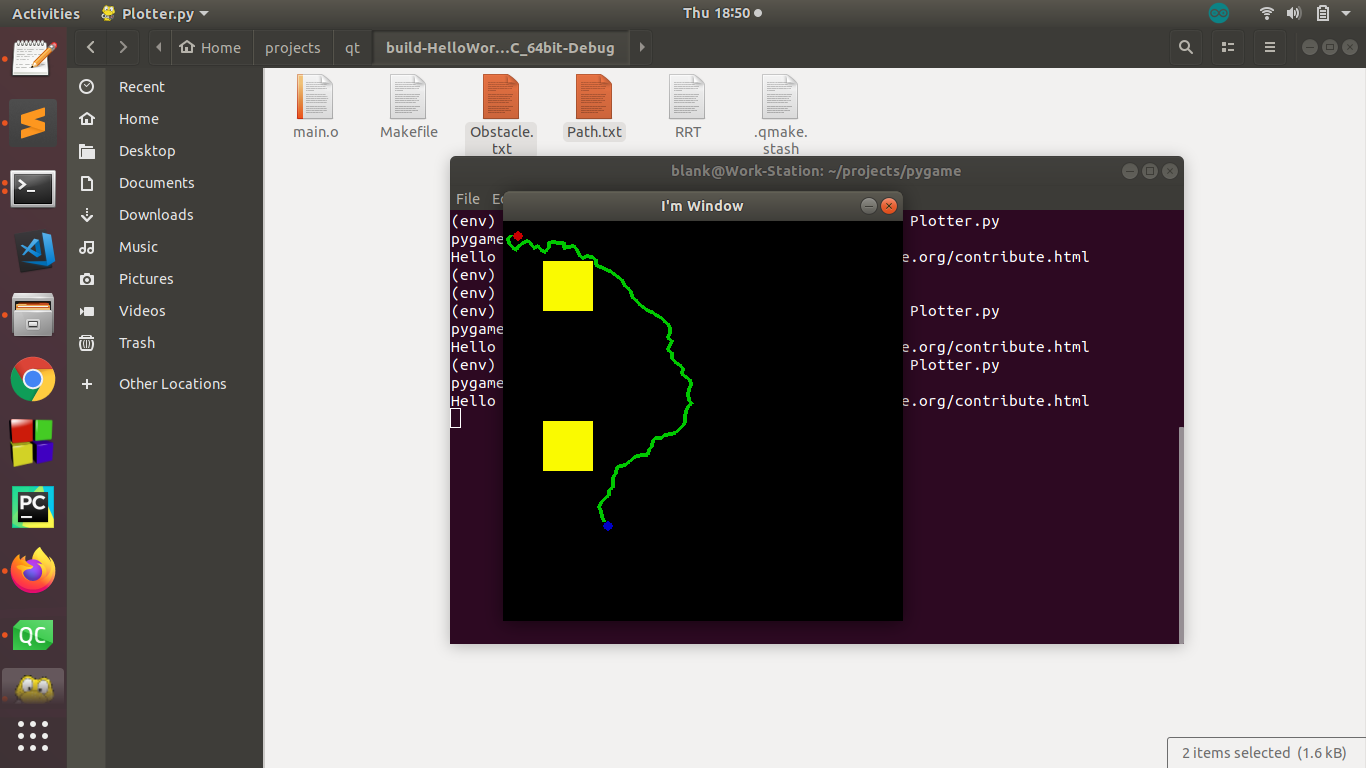 Activities
Plotter.py
Thu 18:50
Home
projects
qt
build-HelloWor…C_64bit-Debug
Recent
Home
Desktop
Documents
Downloads
Music
Pictures
Videos
Trash
Other Locations
main.o
Makefile
Obstacle.
txt
Path.txt
RRT
.qmake.
stash
blank@Work-Station: ~/projects/pygame
File
I'm Window
(env) Plotter.py
pygame
Hello e.org/contribute.html
(env)
(env)
(env) Plotter.py
pygame
Hello e.org/contribute.html
(env) Plotter.py
pygame
Hello e.org/contribute.html
PC
QC
2 items selected (1.6 kB)